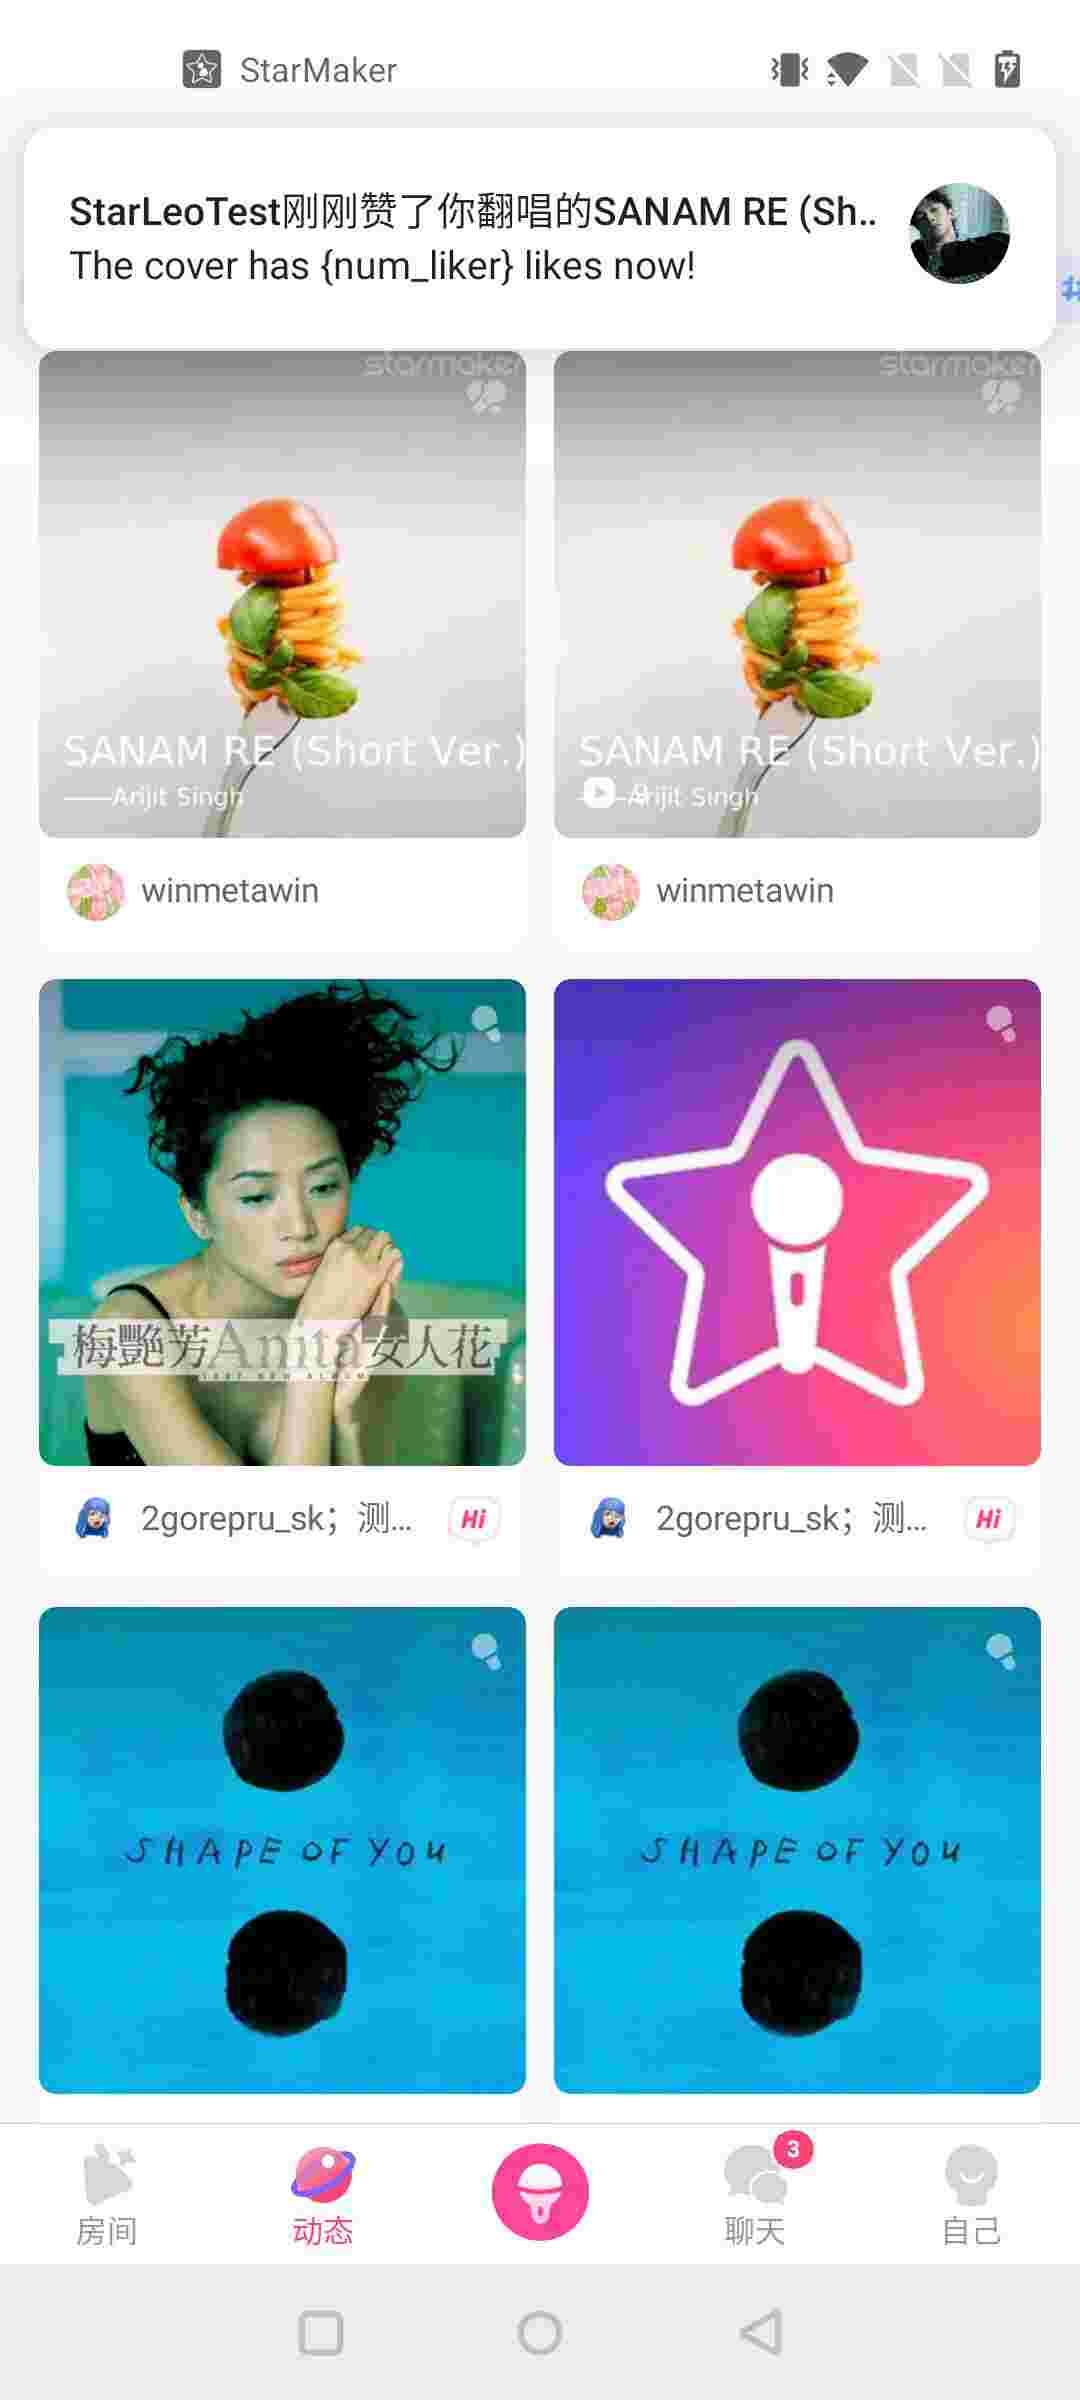 StarMaker
StarLeoTest刚刚赞了你翻唱的SANAM RE (Sh..
The cover has {num_liker} likes now!
#
starmaker
starmaker
SANAM RE (Short Ver.)
——Arijit Singh
SANAM RE (Short Ver.)
—Arijit Singh
winmetawin
winmetawin
梅艷芳Anita女人花
2gorepru_sk；测...
Hi
2gorepru_sk；测...
Hi
SHAPE OF YOU
SHAPE OF YOU
房间
动态
3
聊天
自己